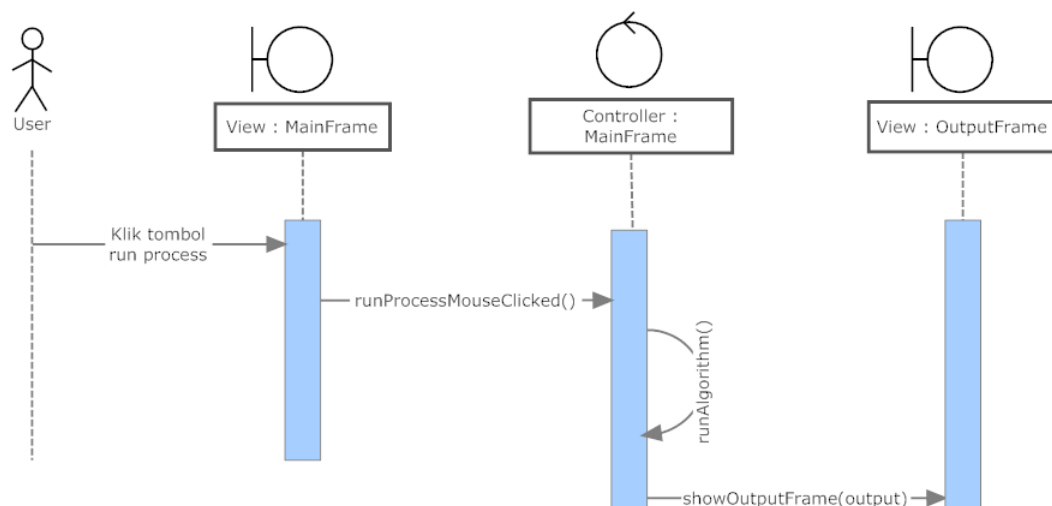 User
View : MainFrame
Controller :
MainFrame
View : OutputFrame
Klik tombol
run process
runProcessMouseClicked()
runAlgorithm()
showOutputFrame(output)